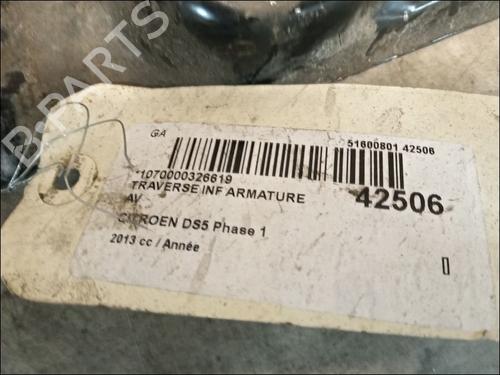 B-PARTS
GA
51600801 42506
*1070000326619
TRAVERSE INF ARMATURE
AV
42506
CITROEN DS5 Phase 1
2013 cc / Année